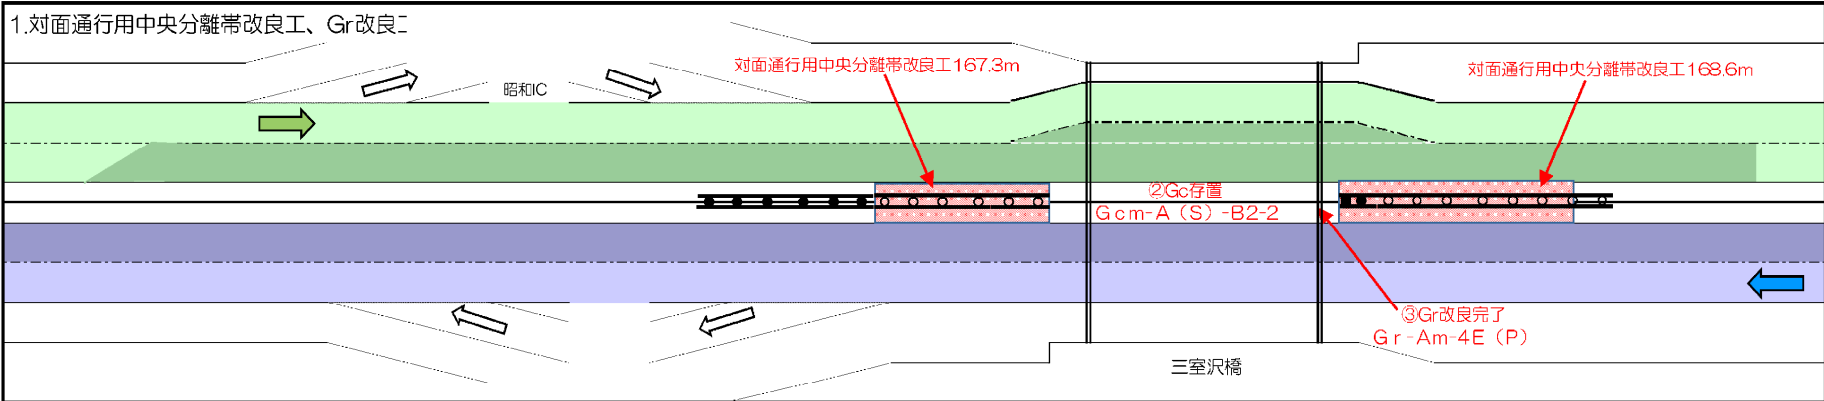 1.対面通行用中央分離帯改良工、Gr改良工
対面通行用中央分離帯改良工167.3m
対面通行用中央分離帯改良工168.6m
昭和IC
②Gc存置
Gcm-A（S）-B2-2
③Gr改良完了
Gr-Am-4E（P）
三室沢橋